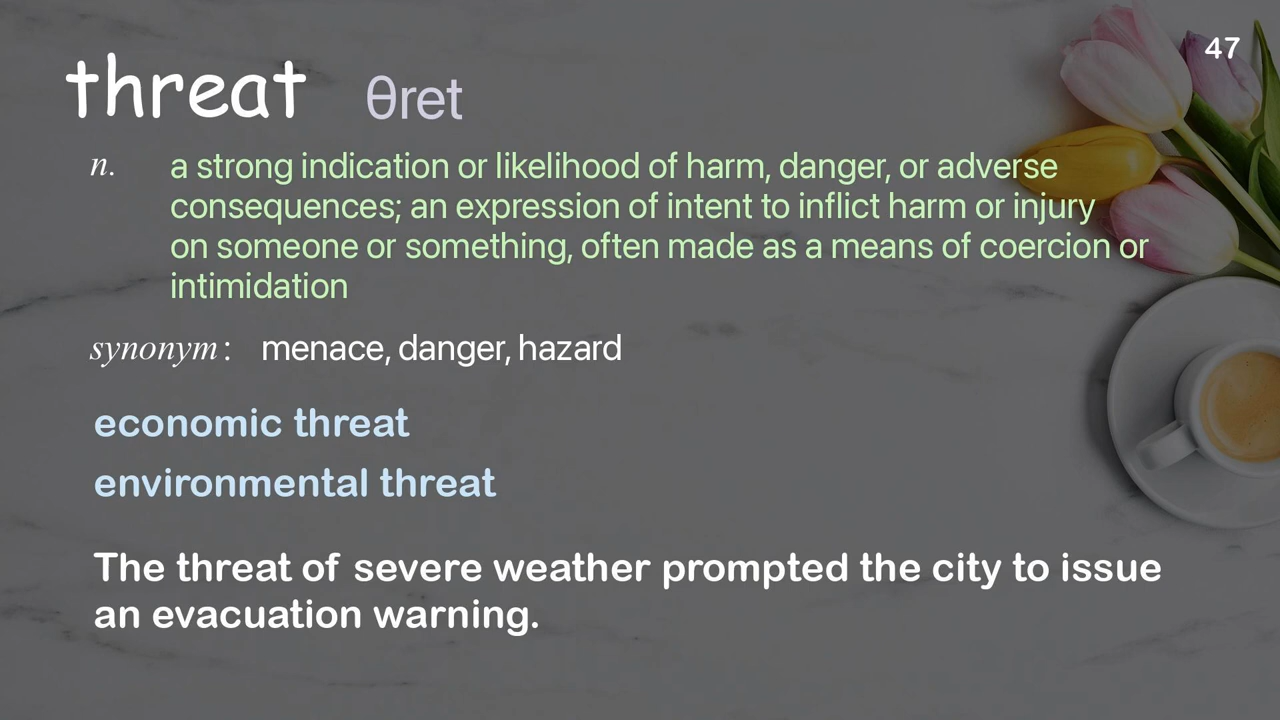 47
threat θret
n. a strong indication or likelihood of harm, danger, or adverse
consequences; an expression of intent to inflict harm or injury
on someone or something, often made as a means of coercion or
intimidation
synonym: menace, danger, hazard
economic threat
environmental threat
The threat of severe weather prompted the city to issue
an evacuation warning.